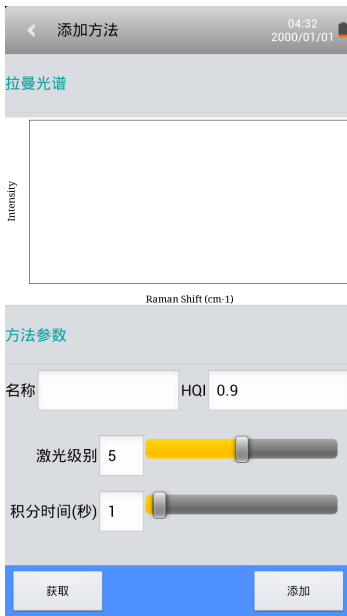 添加方法
04:32
2000/01/01
拉曼光谱
Intensity
Raman Shift (cm-1)
方法参数
名称 HQI 0.9
激光级别 5
积分时间(秒) 1
获取 添加